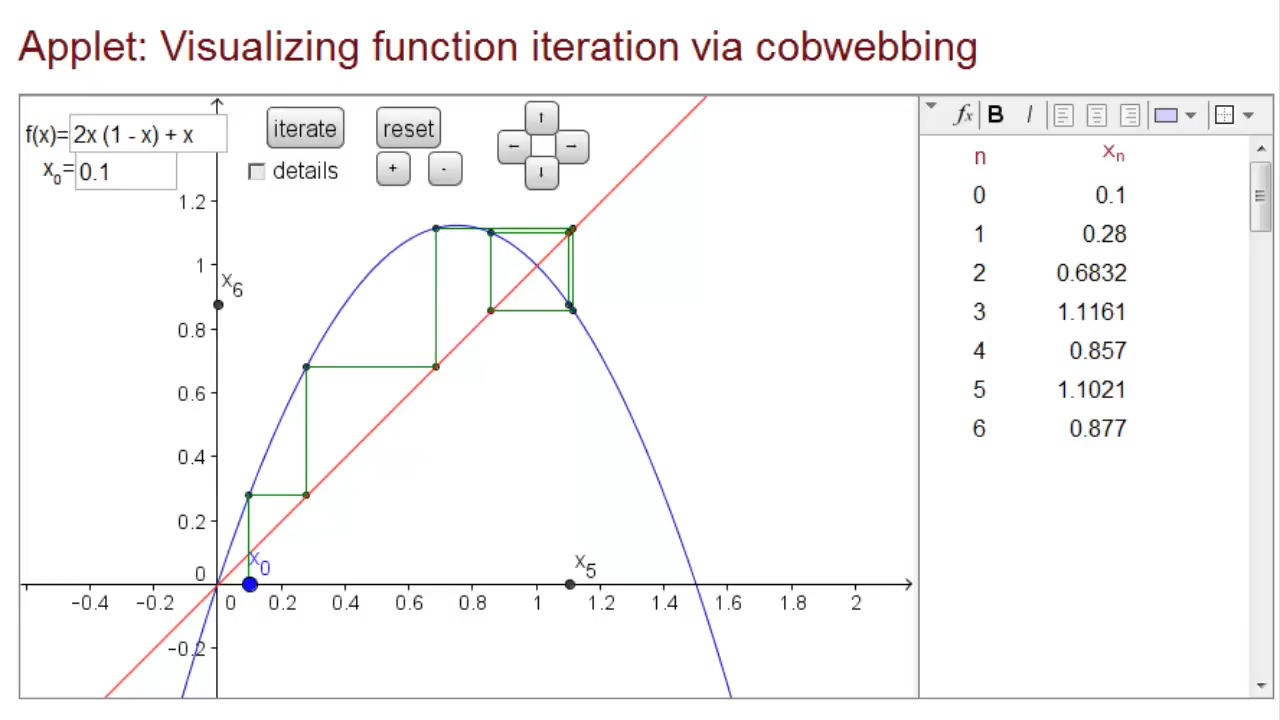 Applet: Visualizing function iteration via cobwebbing
f(x)= 2x (1 - x) + x
iterate
reset
x0= 0.1
details
+
-
↑
←
→
↓
fx B I
n xn
0 0.1
1 0.28
2 0.6832
3 1.1161
4 0.857
5 1.1021
6 0.877
1.2
1
x6
0.8
0.6
0.4
0.2
0
x0
x5
−0.4 −0.2 0 0.2 0.4 0.6 0.8 1 1.2 1.4 1.6 1.8 2
−0.2